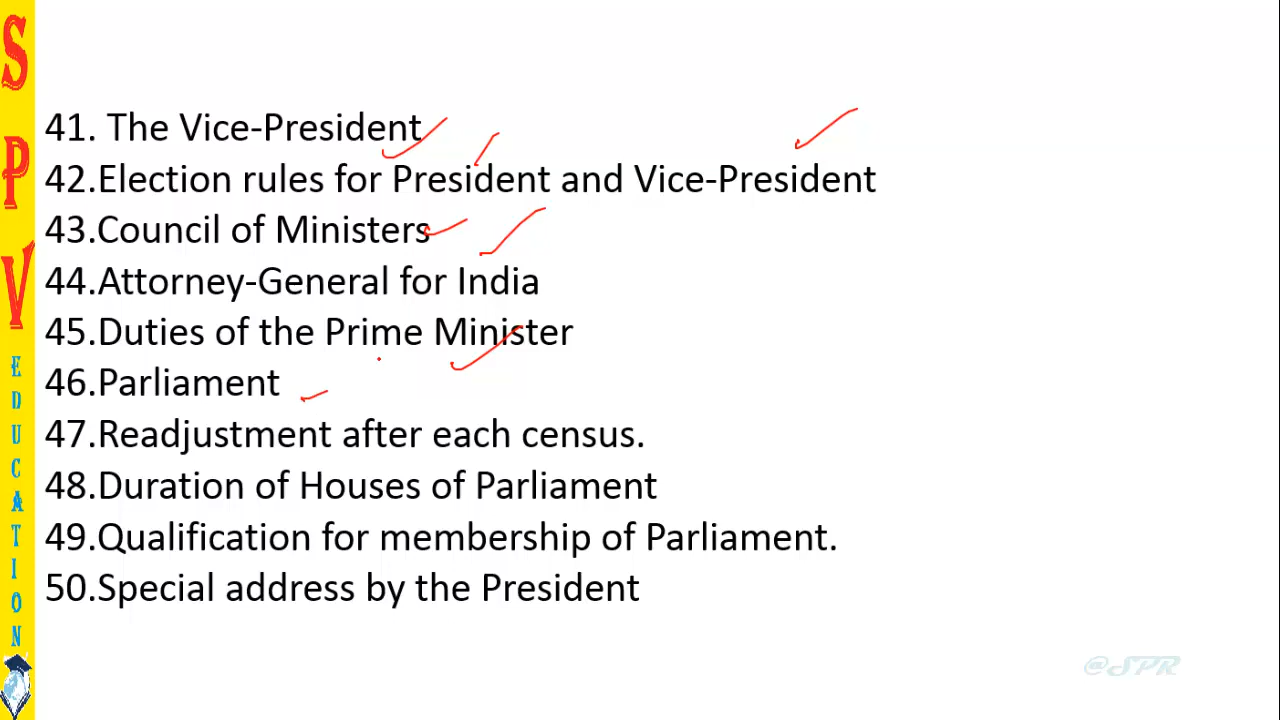 SPV EDUCATION
41. The Vice-President
42.Election rules for President and Vice-President
43.Council of Ministers
44.Attorney-General for India
45.Duties of the Prime Minister
46.Parliament
47.Readjustment after each census.
48.Duration of Houses of Parliament
49.Qualification for membership of Parliament.
50.Special address by the President
@SPR